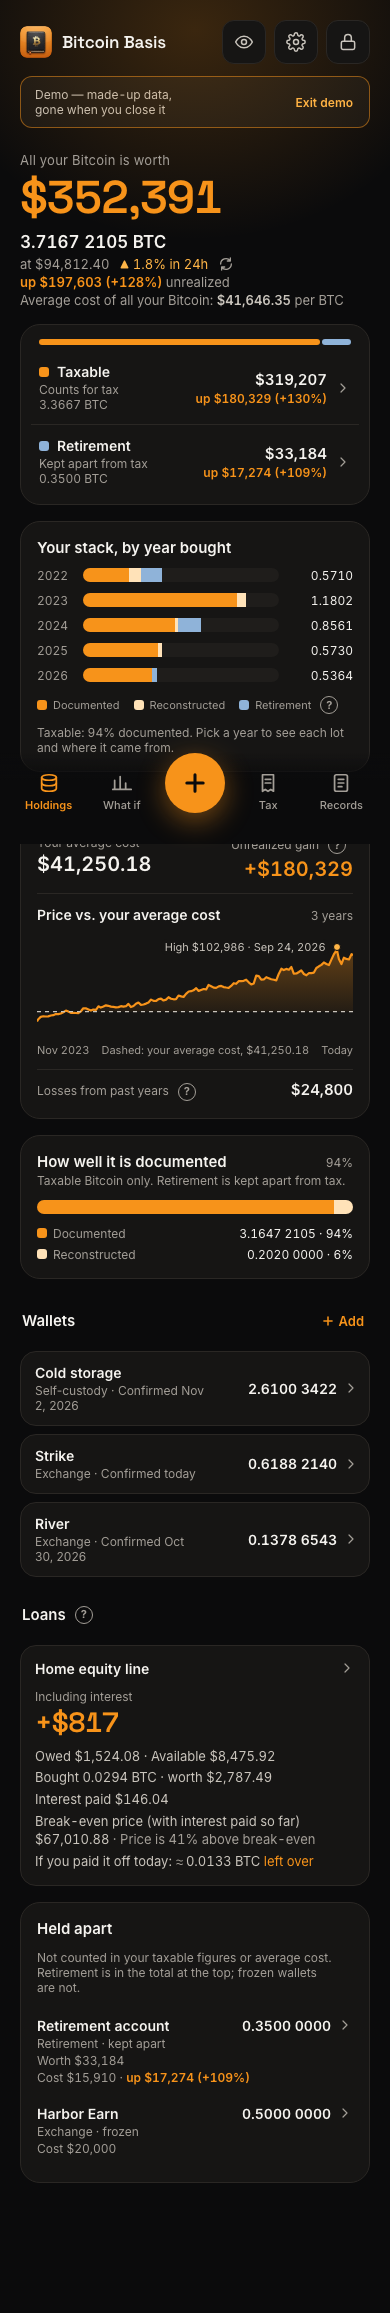 Bitcoin Basis
Demo — made-up data,
gone when you close it
Exit demo
All your Bitcoin is worth
$352,391
3.7167 2105 BTC
at $94,812.40 ▲ 1.8% in 24h
up $197,603 (+128%) unrealized
Average cost of all your Bitcoin: $41,646.35 per BTC
Taxable
Counts for tax
3.3667 BTC
$319,207
up $180,329 (+130%)
Retirement
Kept apart from tax
0.3500 BTC
$33,184
up $17,274 (+109%)
Your stack, by year bought
2022 0.5710
2023 1.1802
2024 0.8561
2025 0.5730
2026 0.5364
Documented Reconstructed Retirement ?
Taxable: 94% documented. Pick a year to see each lot
and where it came from.
Holdings What if + Tax Records
Your average cost
$41,250.18
Unrealized gain ?
+$180,329
Price vs. your average cost 3 years
High $102,986 · Sep 24, 2026
Nov 2023 Dashed: your average cost, $41,250.18 Today
Losses from past years ? $24,800
How well it is documented 94%
Taxable Bitcoin only. Retirement is kept apart from tax.
Documented 3.1647 2105 · 94%
Reconstructed 0.2020 0000 · 6%
Wallets + Add
Cold storage
Self-custody · Confirmed Nov
2, 2026
2.6100 3422
Strike
Exchange · Confirmed today
0.6188 2140
River
Exchange · Confirmed Oct
30, 2026
0.1378 6543
Loans ?
Home equity line
Including interest
+$817
Owed $1,524.08 · Available $8,475.92
Bought 0.0294 BTC · worth $2,787.49
Interest paid $146.04
Break-even price (with interest paid so far)
$67,010.88 · Price is 41% above break-even
If you paid it off today: ≈ 0.0133 BTC left over
Held apart
Not counted in your taxable figures or average cost.
Retirement is in the total at the top; frozen wallets
are not.
Retirement account 0.3500 0000
Retirement · kept apart
Worth $33,184
Cost $15,910 · up $17,274 (+109%)
Harbor Earn 0.5000 0000
Exchange · frozen
Cost $20,000